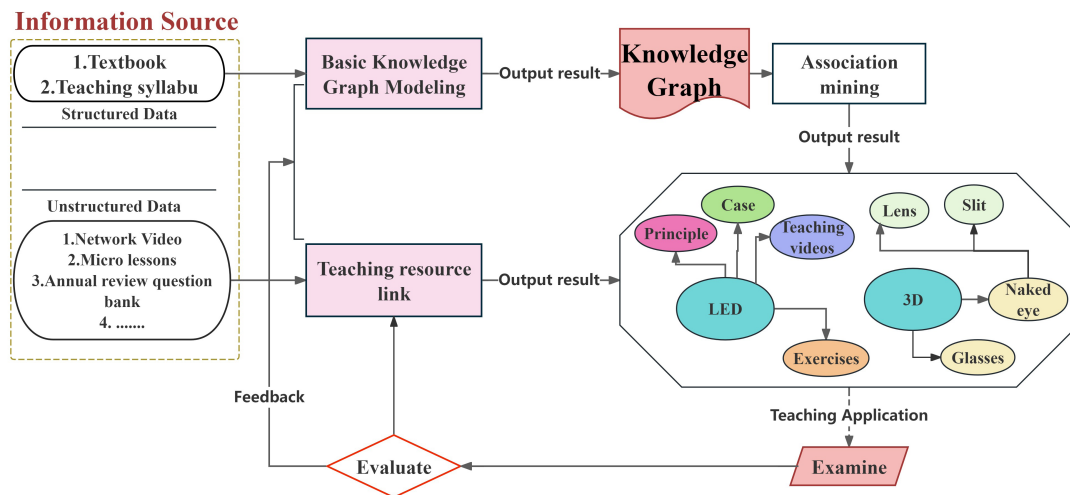 Information Source
1.Textbook
2.Teaching syllabu
Structured Data
Unstructured Data
1.Network Video
2.Micro lessons
3.Annual review question
bank
4. .......
Basic Knowledge
Graph Modeling
Output result
Knowledge
Graph
Association
mining
Output result
Teaching resource
link
Output result
Case
Principle
Teaching
videos
LED
Exercises
Lens
Slit
3D
Naked
eye
Glasses
Teaching Application
Examine
Evaluate
Feedback